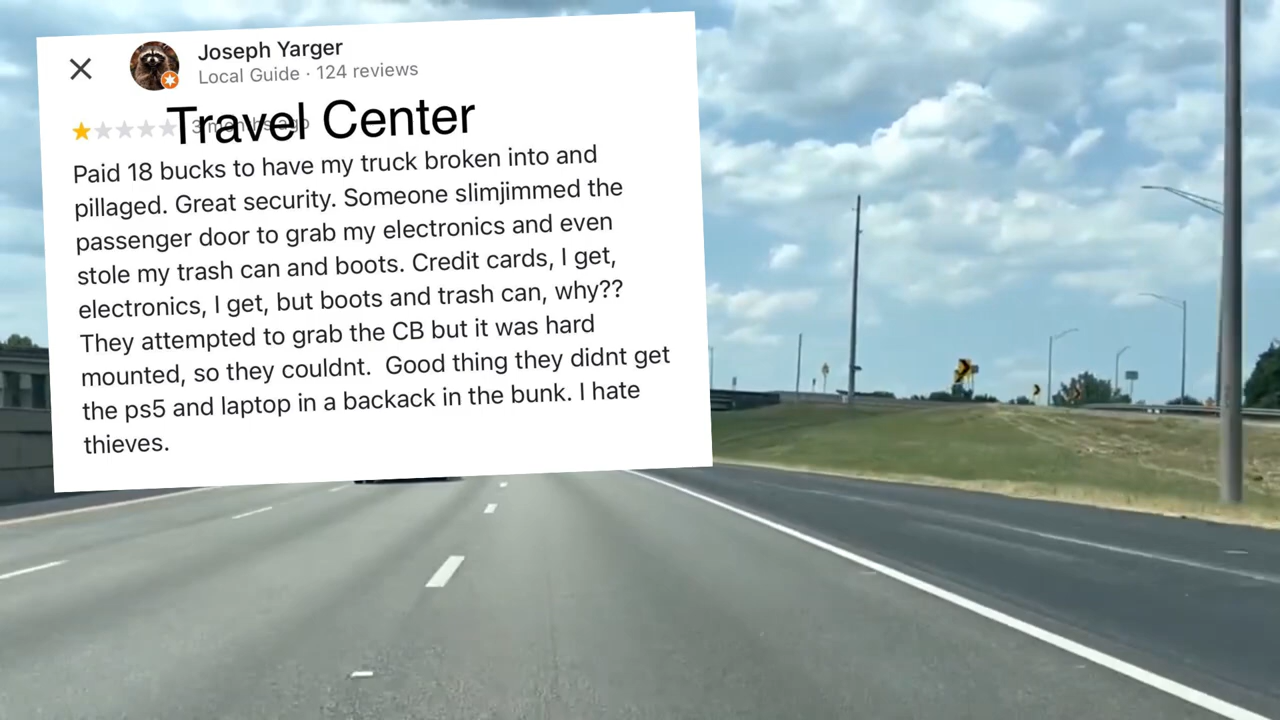 Joseph Yarger
Local Guide · 124 reviews
Travel Center
3 months ago
Paid 18 bucks to have my truck broken into and
pillaged. Great security. Someone slimjimmed the
passenger door to grab my electronics and even
stole my trash can and boots. Credit cards, I get,
electronics, I get, but boots and trash can, why??
They attempted to grab the CB but it was hard
mounted, so they couldnt. Good thing they didnt get
the ps5 and laptop in a backack in the bunk. I hate
thieves.